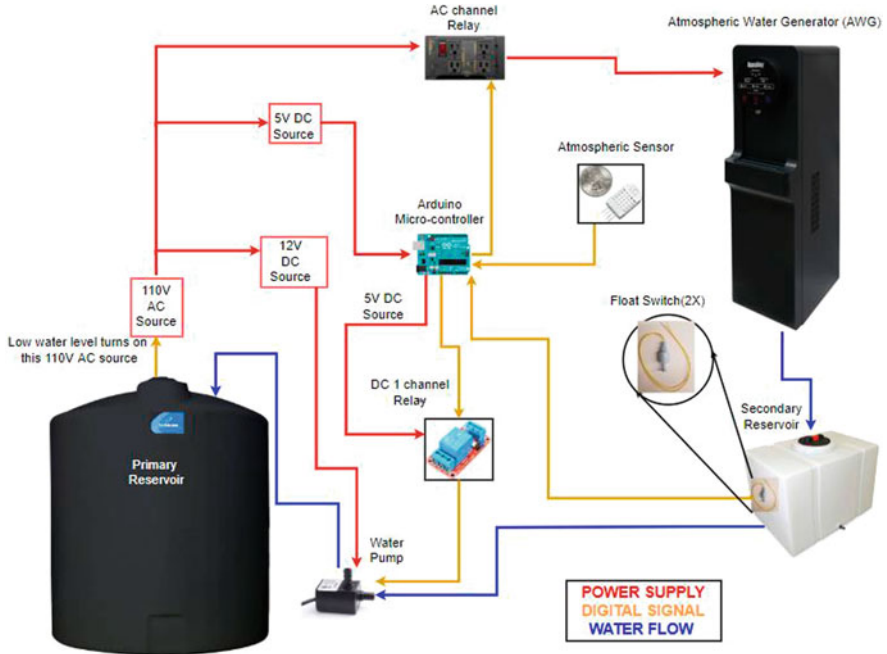 AC channel
Relay
Atmospheric Water Generator (AWG)
5V DC
Source
Atmospheric Sensor
Arduino
Micro-controller
12V
DC
Source
110V
AC
Source
5V DC
Source
Float Switch(2X)
Low water level turns on
this 110V AC source
DC 1 channel
Relay
Secondary
Reservoir
Primary
Reservoir
Water
Pump
POWER SUPPLY
DIGITAL SIGNAL
WATER FLOW